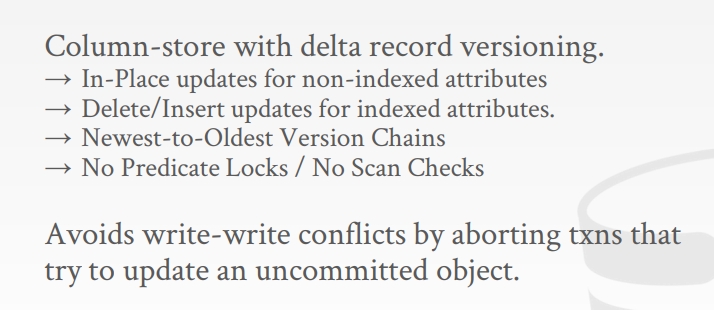 Column-store with delta record versioning.
→ In-Place updates for non-indexed attributes
→ Delete/Insert updates for indexed attributes.
→ Newest-to-Oldest Version Chains
→ No Predicate Locks / No Scan Checks
Avoids write-write conflicts by aborting txns that
try to update an uncommitted object.